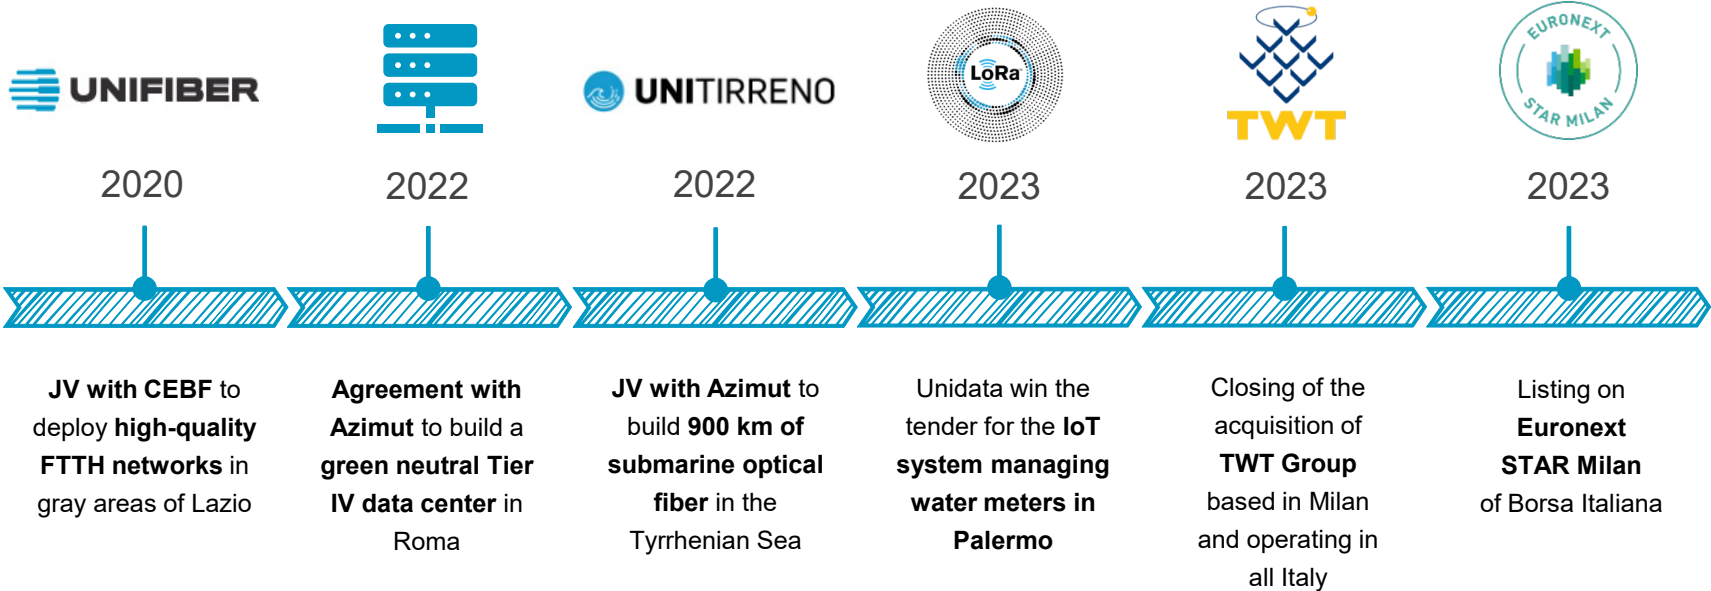 UNIFIBER
UNITIRRENO
LoRa
TWT
EURONEXT
STAR MILAN
2020
2022
2022
2023
2023
2023
JV with CEBF to
deploy high-quality
FTTH networks in
gray areas of Lazio
Agreement with
Azimut to build a
green neutral Tier
IV data center in
Roma
JV with Azimut to
build 900 km of
submarine optical
fiber in the
Tyrrhenian Sea
Unidata win the
tender for the IoT
system managing
water meters in
Palermo
Closing of the
acquisition of
TWT Group
based in Milan
and operating in
all Italy
Listing on
Euronext
STAR Milan
of Borsa Italiana